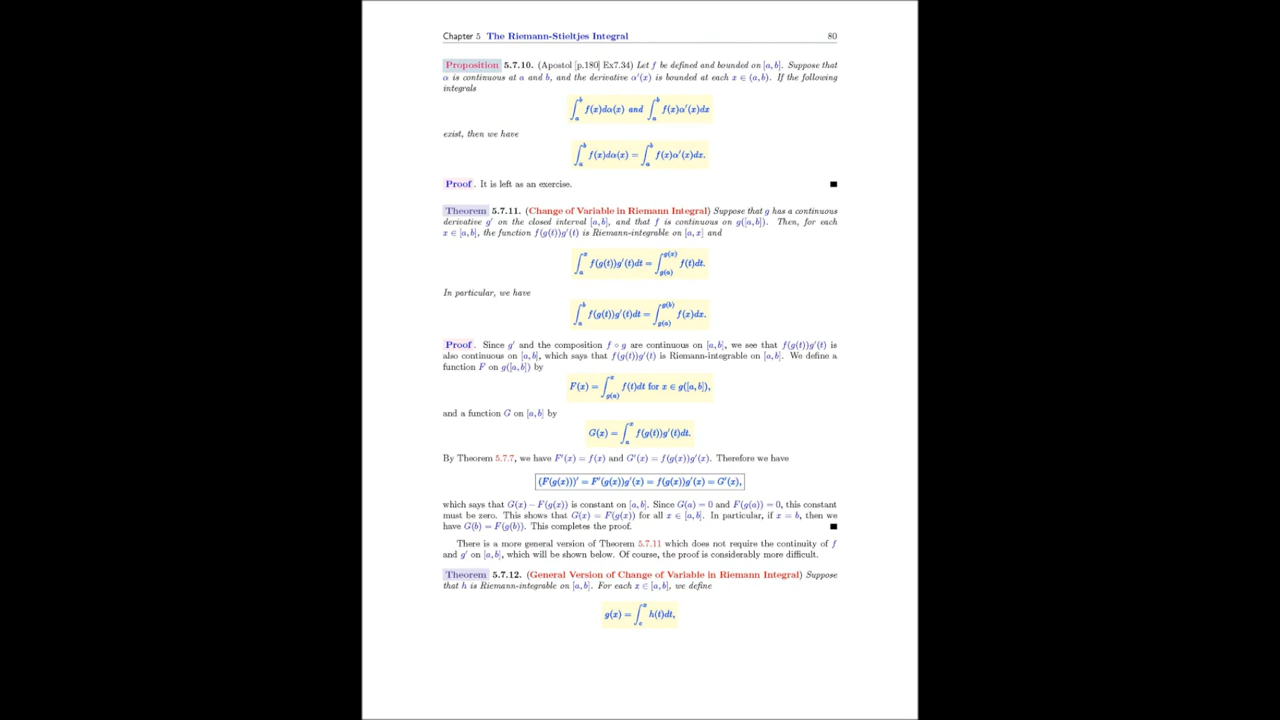 Chapter 5 The Riemann-Stieltjes Integral 80
Proposition 5.7.10. (Apostol [p.180] Ex7.34) Let f be defined and bounded on [a, b]. Suppose that
α is continuous at a and b, and the derivative α′(x) is bounded at each x ∈ (a, b). If the following
integrals
∫_a^b f(x)dα(x) and ∫_a^b f(x)α′(x)dx
exist, then we have
∫_a^b f(x)dα(x) = ∫_a^b f(x)α′(x)dx.
Proof. It is left as an exercise. ■
Theorem 5.7.11. (Change of Variable in Riemann Integral) Suppose that g has a continuous
derivative g′ on the closed interval [a, b], and that f is continuous on g([a, b]). Then, for each
x ∈ [a, b], the function f(g(t))g′(t) is Riemann-integrable on [a, x] and
∫_a^x f(g(t))g′(t)dt = ∫_{g(a)}^{g(x)} f(t)dt.
In particular, we have
∫_a^b f(g(t))g′(t)dt = ∫_{g(a)}^{g(b)} f(x)dx.
Proof. Since g′ and the composition f ∘ g are continuous on [a, b], we see that f(g(t))g′(t) is
also continuous on [a, b], which says that f(g(t))g′(t) is Riemann-integrable on [a, b]. We define a
function F on g([a, b]) by
F(x) = ∫_{g(a)}^x f(t)dt for x ∈ g([a, b]),
and a function G on [a, b] by
G(x) = ∫_a^x f(g(t))g′(t)dt.
By Theorem 5.7.7, we have F′(x) = f(x) and G′(x) = f(g(x))g′(x). Therefore we have
(F(g(x)))′ = F′(g(x))g′(x) = f(g(x))g′(x) = G′(x),
which says that G(x) − F(g(x)) is constant on [a, b]. Since G(a) = 0 and F(g(a)) = 0, this constant
must be zero. This shows that G(x) = F(g(x)) for all x ∈ [a, b]. In particular, if x = b, then we
have G(b) = F(g(b)). This completes the proof. ■
There is a more general version of Theorem 5.7.11 which does not require the continuity of f
and g′ on [a, b], which will be shown below. Of course, the proof is considerably more difficult.
Theorem 5.7.12. (General Version of Change of Variable in Riemann Integral) Suppose
that h is Riemann-integrable on [a, b]. For each x ∈ [a, b], we define
g(x) = ∫_c^x h(t)dt,